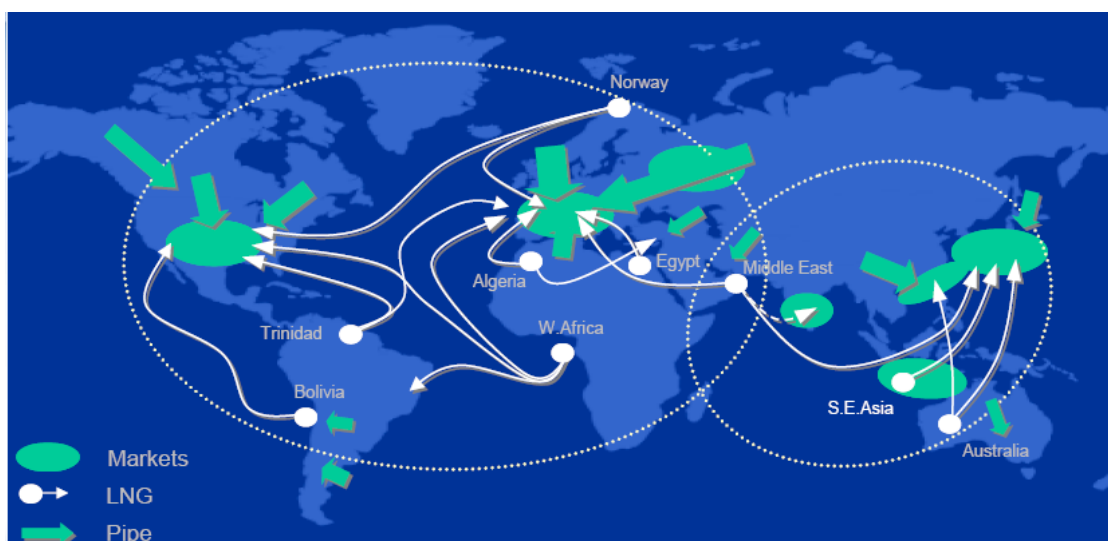 Norway
Algeria
Egypt
Middle East
Trinidad
W.Africa
Bolivia
S.E.Asia
Australia
Markets
LNG
Pipe